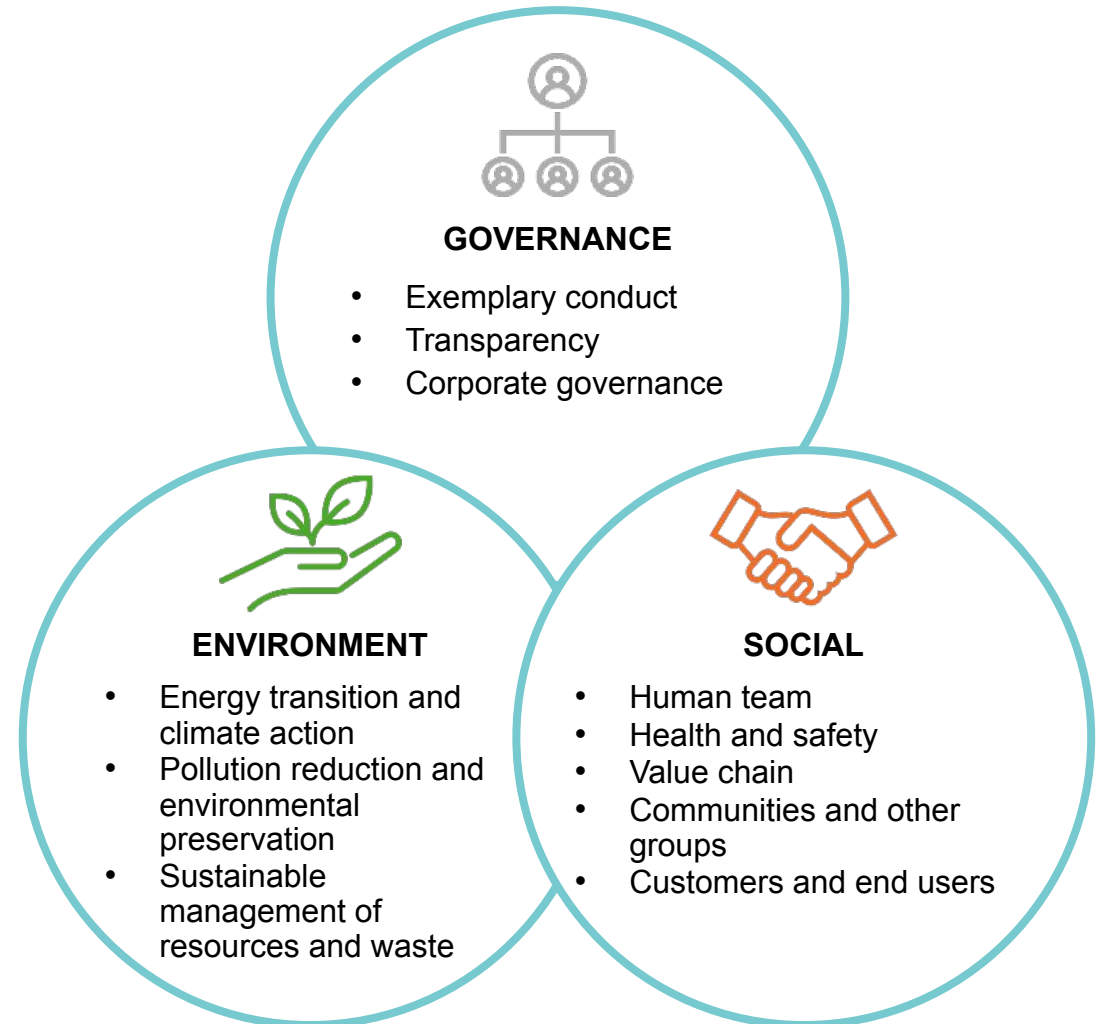 GOVERNANCE
• Exemplary conduct
• Transparency
• Corporate governance
ENVIRONMENT
• Energy transition and
climate action
• Pollution reduction and
environmental
preservation
• Sustainable
management of
resources and waste
SOCIAL
• Human team
• Health and safety
• Value chain
• Communities and other
groups
• Customers and end users